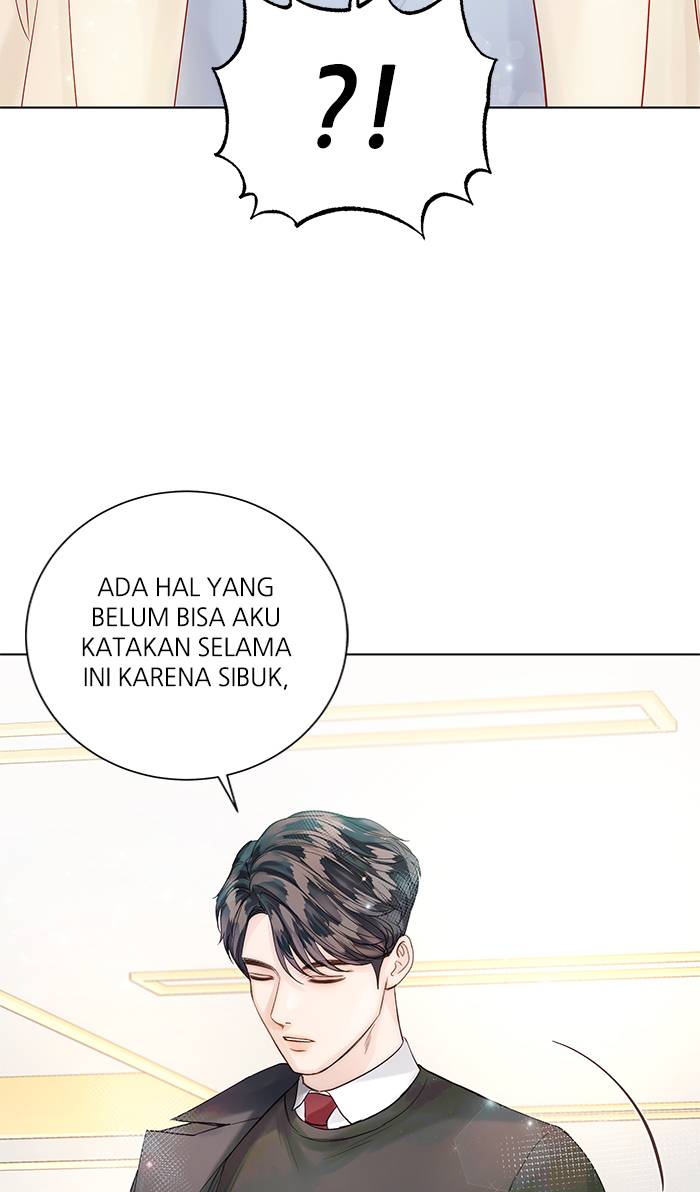 ?!
ADA HAL YANG
BELUM BISA AKU
KATAKAN SELAMA
INI KARENA SIBUK,